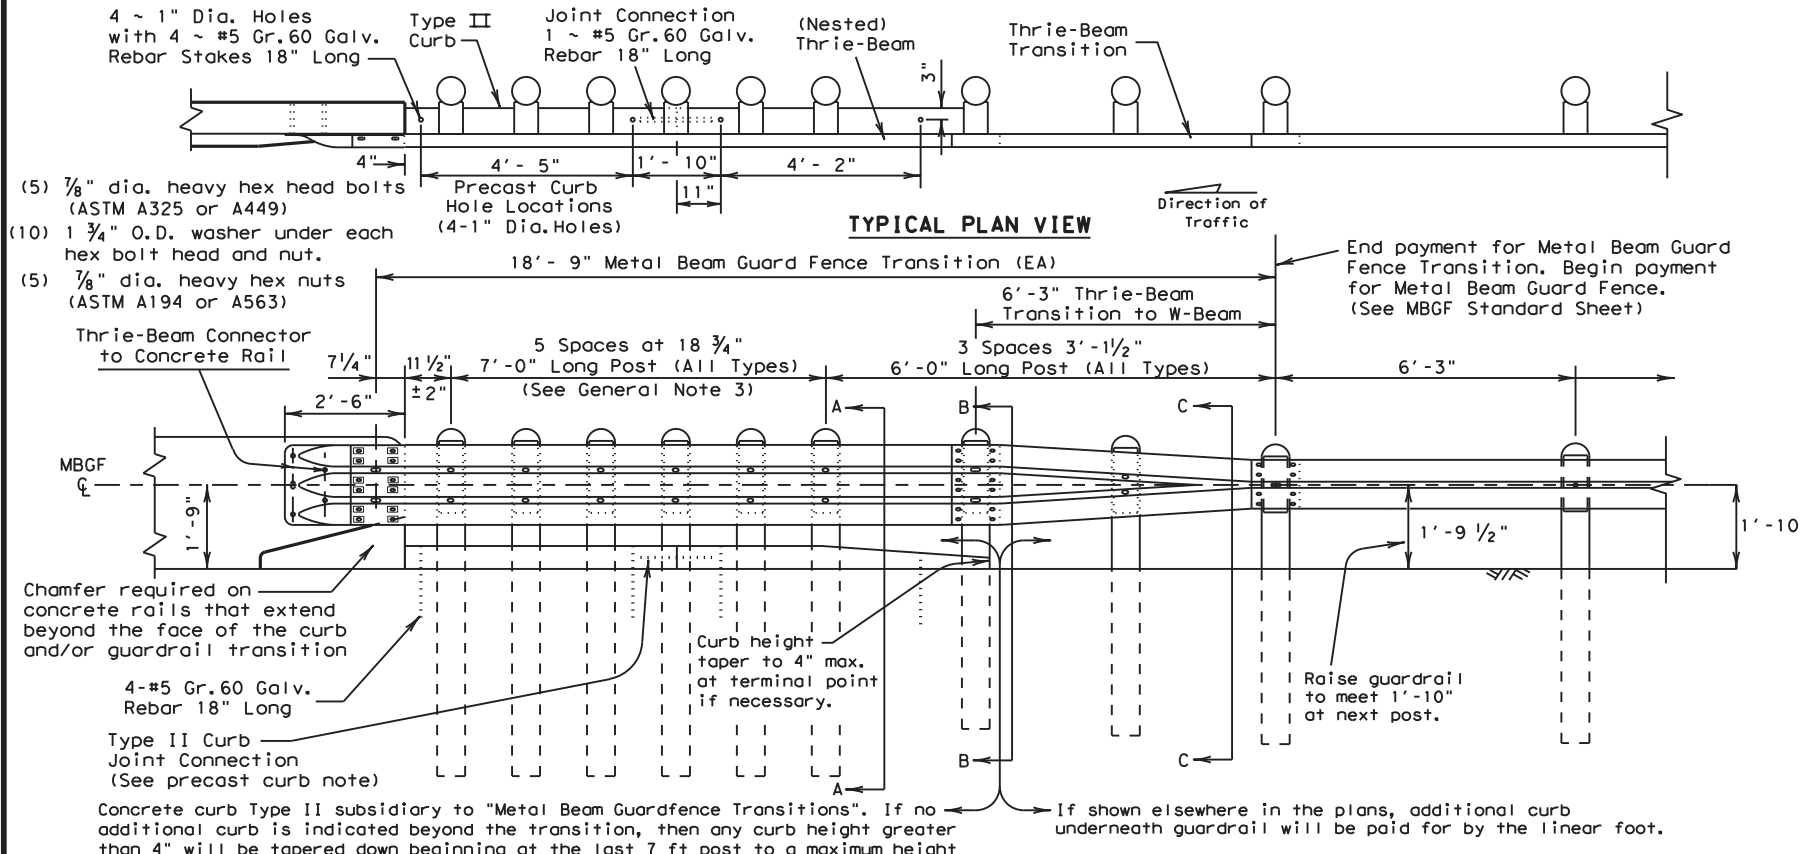 4 ~ 1" Dia. Holes
with 4 ~ #5 Gr.60 Galv.
Rebar Stakes 18" Long
Type II
Curb
Joint Connection
1 ~ #5 Gr.60 Galv.
Rebar 18" Long
(Nested)
Thrie-Beam
3"
Thrie-Beam
Transition
4"
4'- 5"
1'- 10"
4'- 2"
11"
Precast Curb
Hole Locations
(4-1" Dia.Holes)
(5) 7/8" dia. heavy hex head bolts
(ASTM A325 or A449)
(10) 1 3/4" O.D. washer under each
hex bolt head and nut.
(5) 7/8" dia. heavy hex nuts
(ASTM A194 or A563)
TYPICAL PLAN VIEW
Direction of
Traffic
18'- 9" Metal Beam Guard Fence Transition (EA)
End payment for Metal Beam Guard
Fence Transition. Begin payment
for Metal Beam Guard Fence.
(See MBGF Standard Sheet)
6'-3" Thrie-Beam
Transition to W-Beam
Thrie-Beam Connector
to Concrete Rail
7 1/4"
11 1/2"
±2"
5 Spaces at 18 3/4"
7'-0" Long Post (All Types)
(See General Note 3)
3 Spaces 3'-1 1/2"
6'-0" Long Post (All Types)
6'-3"
2'-6"
A
B
C
MBGF
CL
1'-9"
1'-9 1/2"
1'-10
Chamfer required on
concrete rails that extend
beyond the face of the curb
and/or guardrail transition
4-#5 Gr.60 Galv.
Rebar 18" Long
Type II Curb
Joint Connection
(See precast curb note)
Curb height
taper to 4" max.
at terminal point
if necessary.
Raise guardrail
to meet 1'-10"
at next post.
B
C
A
Concrete curb Type II subsidiary to "Metal Beam Guardfence Transitions". If no
additional curb is indicated beyond the transition, then any curb height greater
than 4" will be tapered down beginning at the last 7 ft post to a maximum height
If shown elsewhere in the plans, additional curb
underneath guardrail will be paid for by the linear foot.